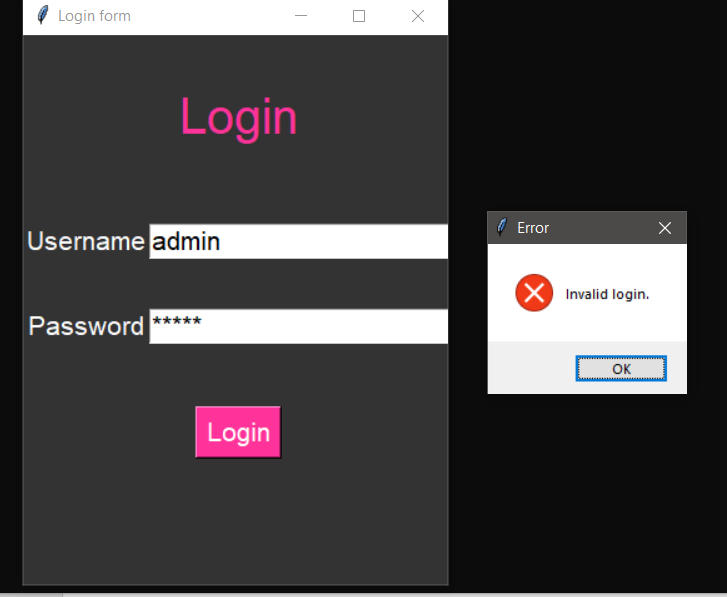 Login form
Login
Username admin
Password *****
Login
Error
Invalid login.
OK